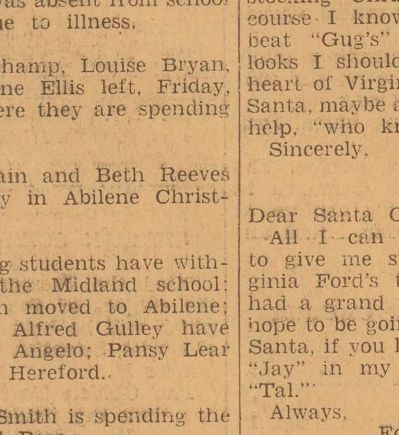 was absent from school
e to illness.
champ, Louise Bryan,
ne Ellis left, Friday,
ere they are spending
ain and Beth Reeves
y in Abilene Christ-
g students have with-
the Midland school:
n moved to Abilene;
Alfred Gulley have
Angelo; Pansy Lear
Hereford.
Smith is spending the
course I know
beat "Gug's"
looks I should
heart of Virgin
Santa, maybe a
help, "who kn
Sincerely,
Dear Santa C
All I can
to give me s
ginia Ford's t
had a grand
hope to be goin
Santa, if you l
"Jay" in my
"Tal."
Always,